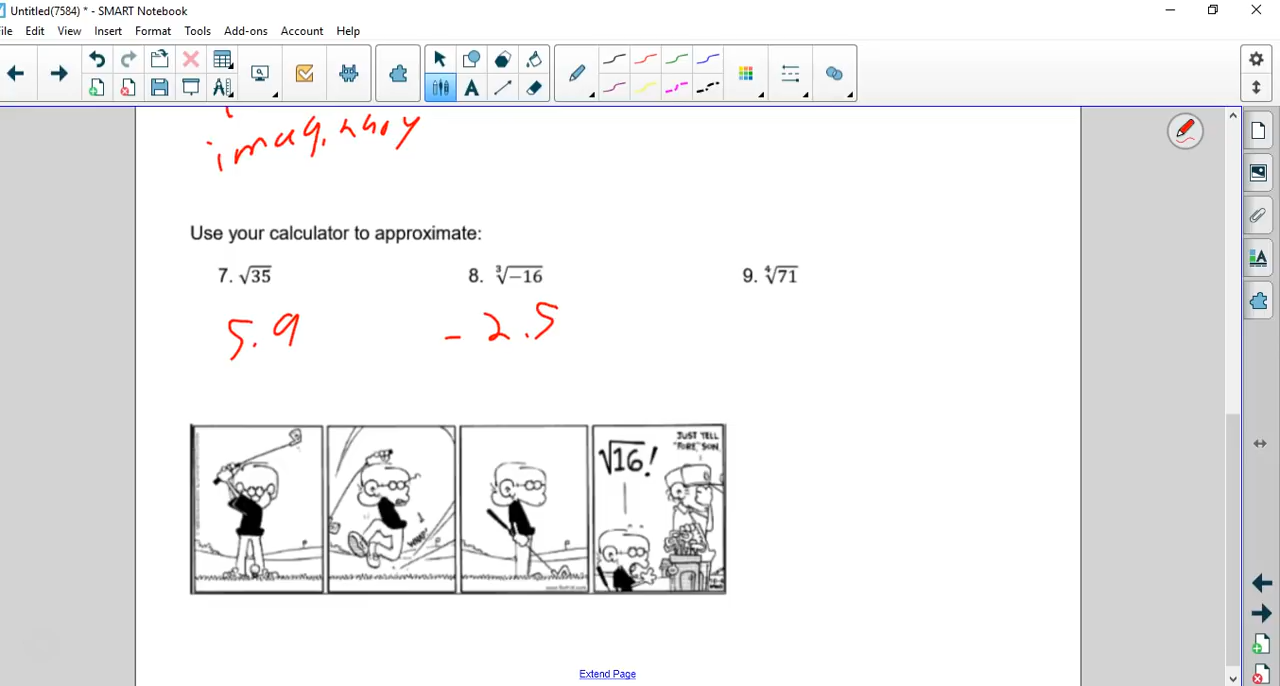 Untitled(7584) * - SMART Notebook
ile Edit View Insert Format Tools Add-ons Account Help
imaginary
Use your calculator to approximate:
7. √35 8. ∛−16 9. ∜71
5.9 - 2.5
√16!
JUST TELL
"FORE," SON.
WHAP!
Extend Page